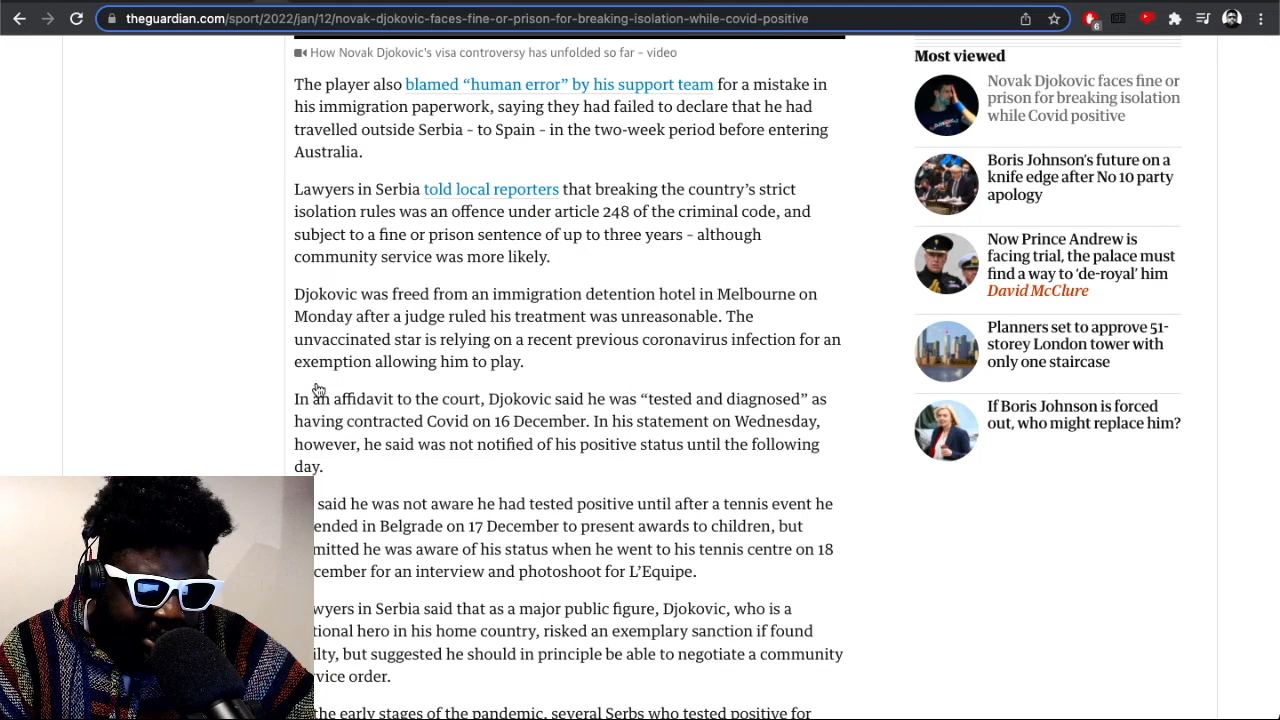 theguardian.com/sport/2022/jan/12/novak-djokovic-faces-fine-or-prison-for-breaking-isolation-while-covid-positive
6
How Novak Djokovic's visa controversy has unfolded so far – video
The player also blamed “human error” by his support team for a mistake in
his immigration paperwork, saying they had failed to declare that he had
travelled outside Serbia – to Spain – in the two-week period before entering
Australia.
Lawyers in Serbia told local reporters that breaking the country’s strict
isolation rules was an offence under article 248 of the criminal code, and
subject to a fine or prison sentence of up to three years – although
community service was more likely.
Djokovic was freed from an immigration detention hotel in Melbourne on
Monday after a judge ruled his treatment was unreasonable. The
unvaccinated star is relying on a recent previous coronavirus infection for an
exemption allowing him to play.
In an affidavit to the court, Djokovic said he was “tested and diagnosed” as
having contracted Covid on 16 December. In his statement on Wednesday,
however, he said was not notified of his positive status until the following
day.
said he was not aware he had tested positive until after a tennis event he
ended in Belgrade on 17 December to present awards to children, but
mitted he was aware of his status when he went to his tennis centre on 18
cember for an interview and photoshoot for L’Equipe.
wyers in Serbia said that as a major public figure, Djokovic, who is a
tional hero in his home country, risked an exemplary sanction if found
ilty, but suggested he should in principle be able to negotiate a community
vice order.
the early stages of the pandemic, several Serbs who tested positive for
Most viewed
Novak Djokovic faces fine or
prison for breaking isolation
while Covid positive
Boris Johnson’s future on a
knife edge after No 10 party
apology
Now Prince Andrew is
facing trial, the palace must
find a way to ‘de-royal’ him
David McClure
Planners set to approve 51-
storey London tower with
only one staircase
If Boris Johnson is forced
out, who might replace him?